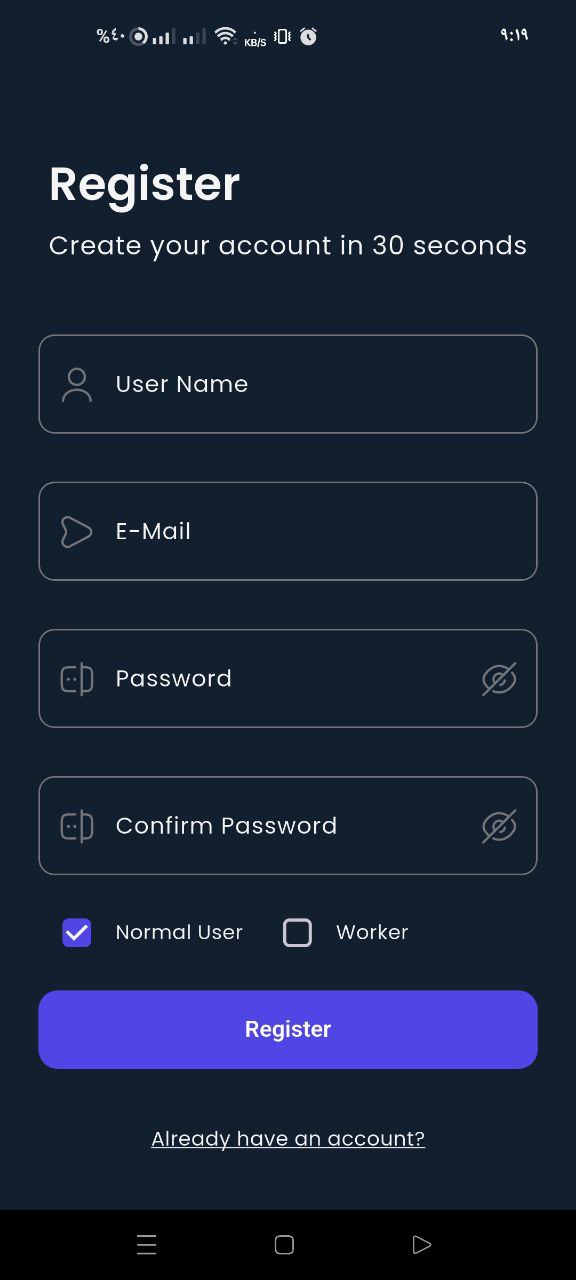 %٤٠ KB/S ٩:١٩
Register
Create your account in 30 seconds
User Name
E-Mail
Password
Confirm Password
Normal User Worker
Register
Already have an account?